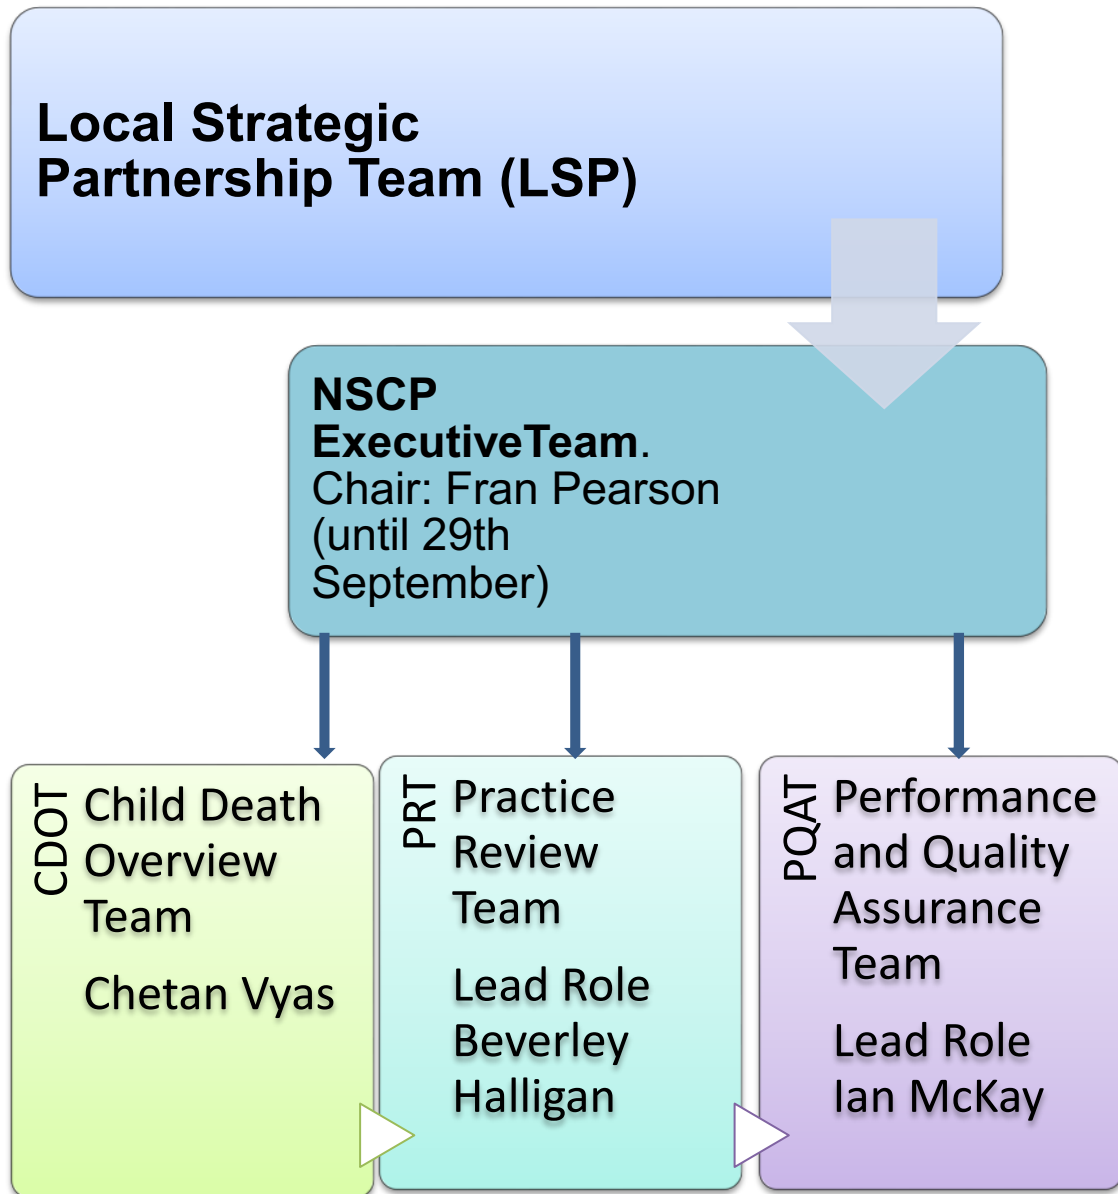 Local Strategic
Partnership Team (LSP)
NSCP
ExecutiveTeam.
Chair: Fran Pearson
(until 29th
September)
CDOT
Child Death
Overview
Team
Chetan Vyas
PRT
Practice
Review
Team
Lead Role
Beverley
Halligan
PQAT
Performance
and Quality
Assurance
Team
Lead Role
Ian McKay